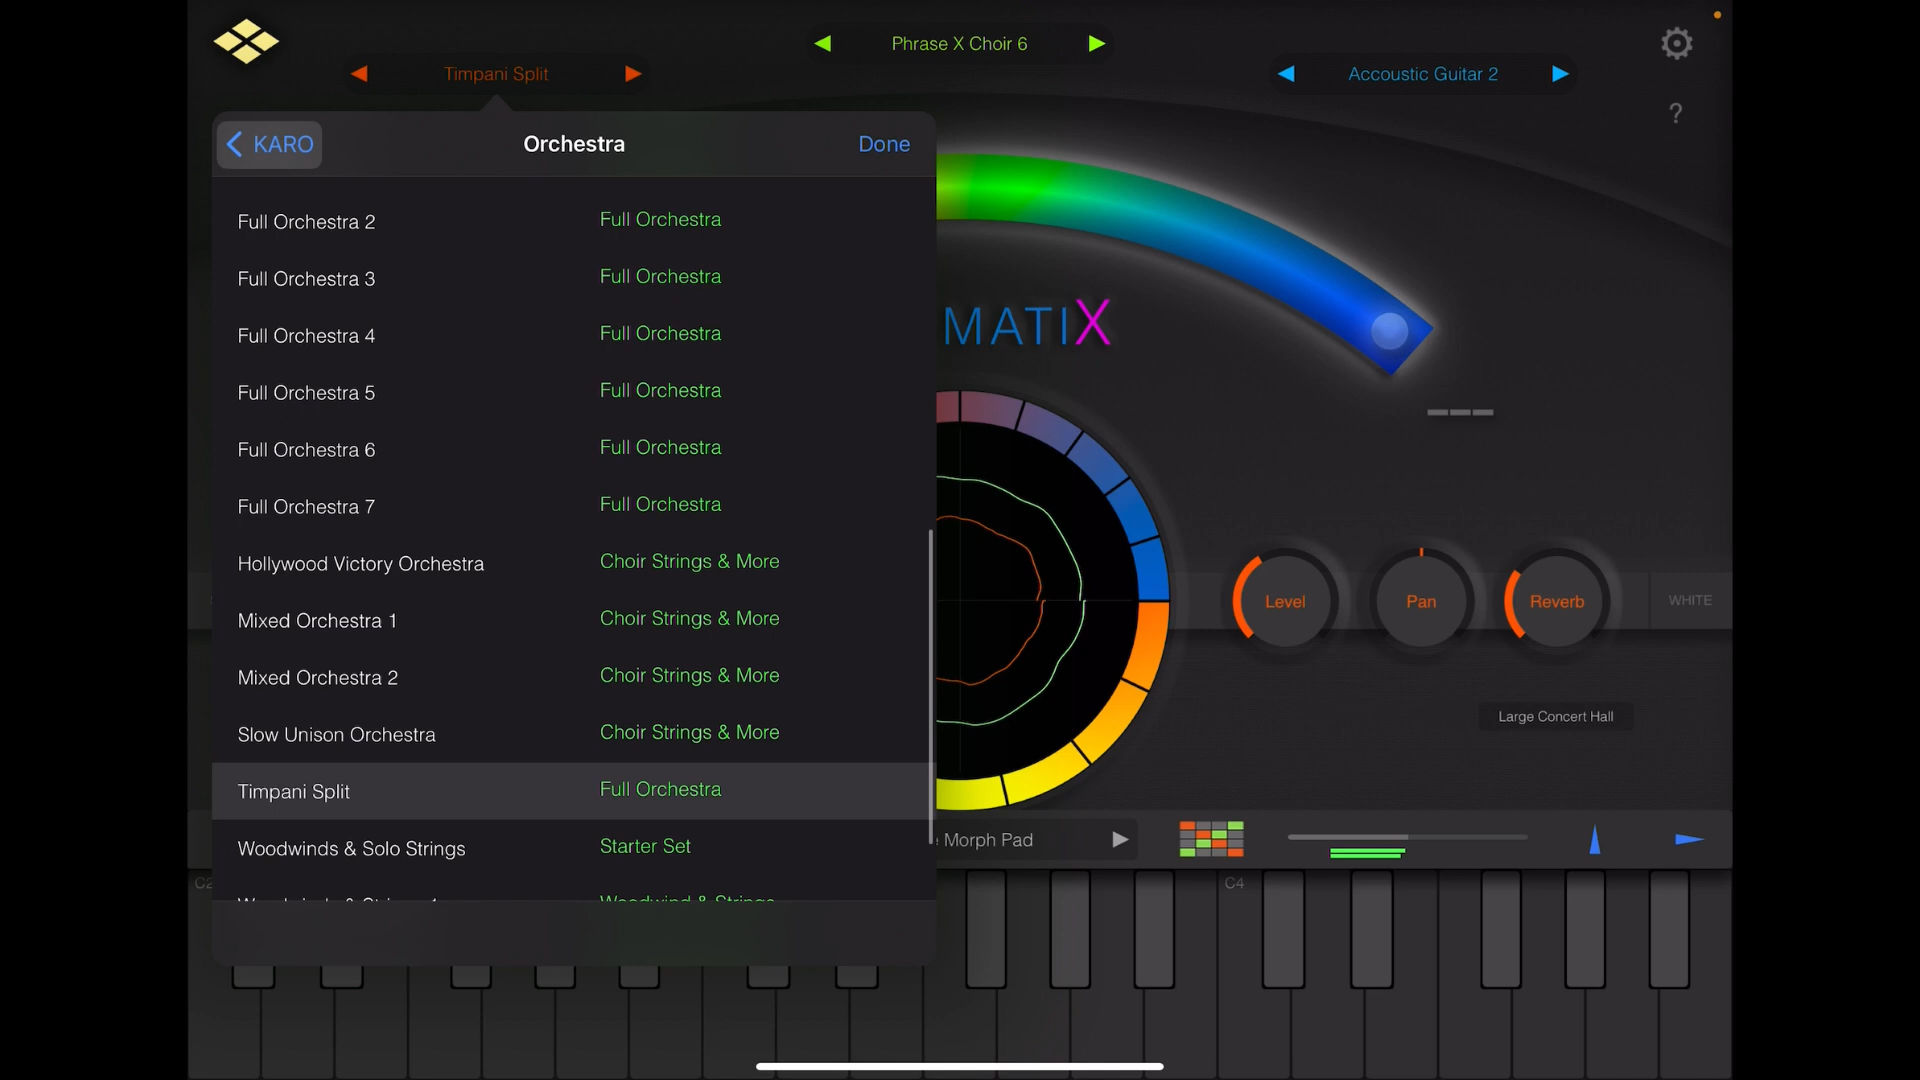 Phrase X Choir 6
Timpani Split
Accoustic Guitar 2
?
KARO
Orchestra
Done
Full Orchestra 2 Full Orchestra
Full Orchestra 3 Full Orchestra
Full Orchestra 4 Full Orchestra
Full Orchestra 5 Full Orchestra
Full Orchestra 6 Full Orchestra
Full Orchestra 7 Full Orchestra
Hollywood Victory Orchestra Choir Strings & More
Mixed Orchestra 1 Choir Strings & More
Mixed Orchestra 2 Choir Strings & More
Slow Unison Orchestra Choir Strings & More
Timpani Split Full Orchestra
Woodwinds & Solo Strings Starter Set
MATIX
Level
Pan
Reverb
WHITE
Large Concert Hall
Morph Pad
C2
C4